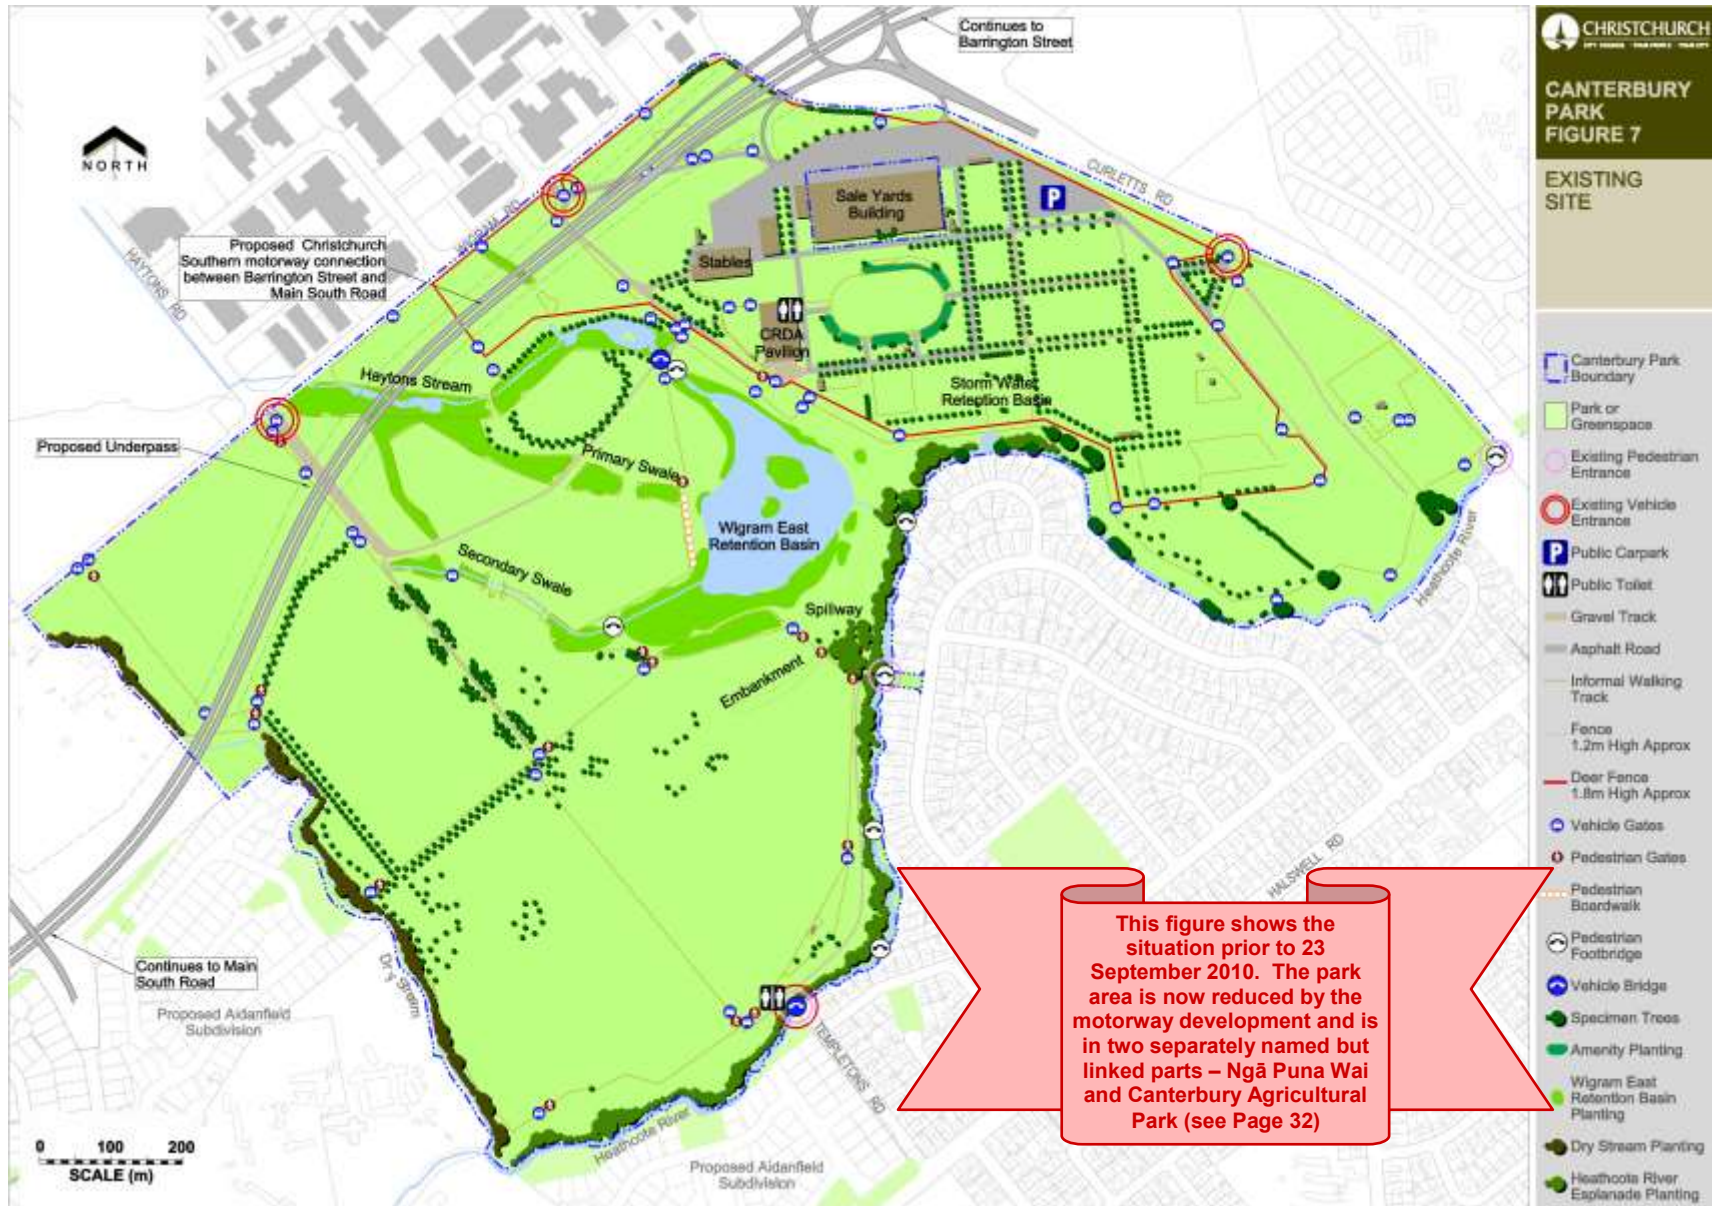 Continues to
Barrington Street
NORTH
HAYTONS RD
WIGRAM RD
CURLETTS RD
Proposed Christchurch
Southern motorway connection
between Barrington Street and
Main South Road
Sale Yards
Building
P
Stables
CRDA
Pavilion
Haytons Stream
Storm Water
Retention Basin
Proposed Underpass
Primary Swale
Wigram East
Retention Basin
Secondary Swale
Spillway
Embankment
Heathcote River
HALSWELL RD
Continues to Main
South Road
Proposed Aidanfield
Subdivision
Stream
TEMPLETONS RD
Heathcote River
Proposed Aidanfield
Subdivision
0 100 200
SCALE (m)
This figure shows the
situation prior to 23
September 2010. The park
area is now reduced by the
motorway development and is
in two separately named but
linked parts – Ngā Puna Wai
and Canterbury Agricultural
Park (see Page 32)
CHRISTCHURCH
CANTERBURY
PARK
FIGURE 7
EXISTING
SITE
Canterbury Park
Boundary
Park or
Greenspace
Existing Pedestrian
Entrance
Existing Vehicle
Entrance
P Public Carpark
Public Toilet
Gravel Track
Asphalt Road
Informal Walking
Track
Fence
1.2m High Approx
Deer Fence
1.8m High Approx
Vehicle Gates
Pedestrian Gates
Pedestrian
Boardwalk
Pedestrian
Footbridge
Vehicle Bridge
Specimen Trees
Amenity Planting
Wigram East
Retention Basin
Planting
Dry Stream Planting
Heathcote River
Esplanade Planting